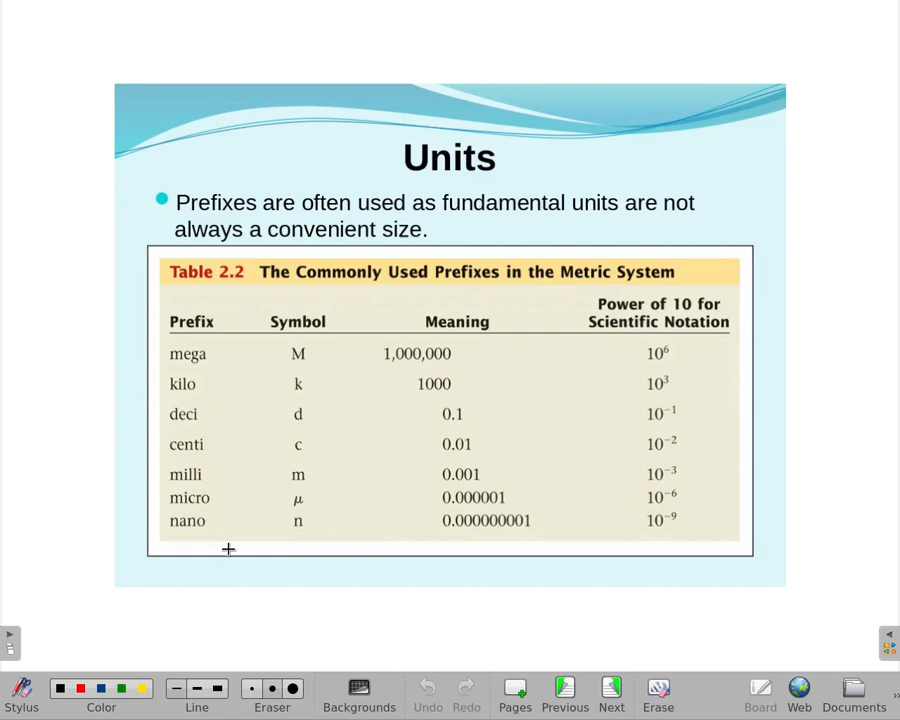 Units
Prefixes are often used as fundamental units are not
always a convenient size.
Table 2.2 The Commonly Used Prefixes in the Metric System
Power of 10 for
Prefix Symbol Meaning Scientific Notation
mega M 1,000,000 10⁶
kilo k 1000 10³
deci d 0.1 10⁻¹
centi c 0.01 10⁻²
milli m 0.001 10⁻³
micro μ 0.000001 10⁻⁶
nano n 0.000000001 10⁻⁹
Stylus Color Line Eraser Backgrounds Undo Redo Pages Previous Next Erase Board Web Documents